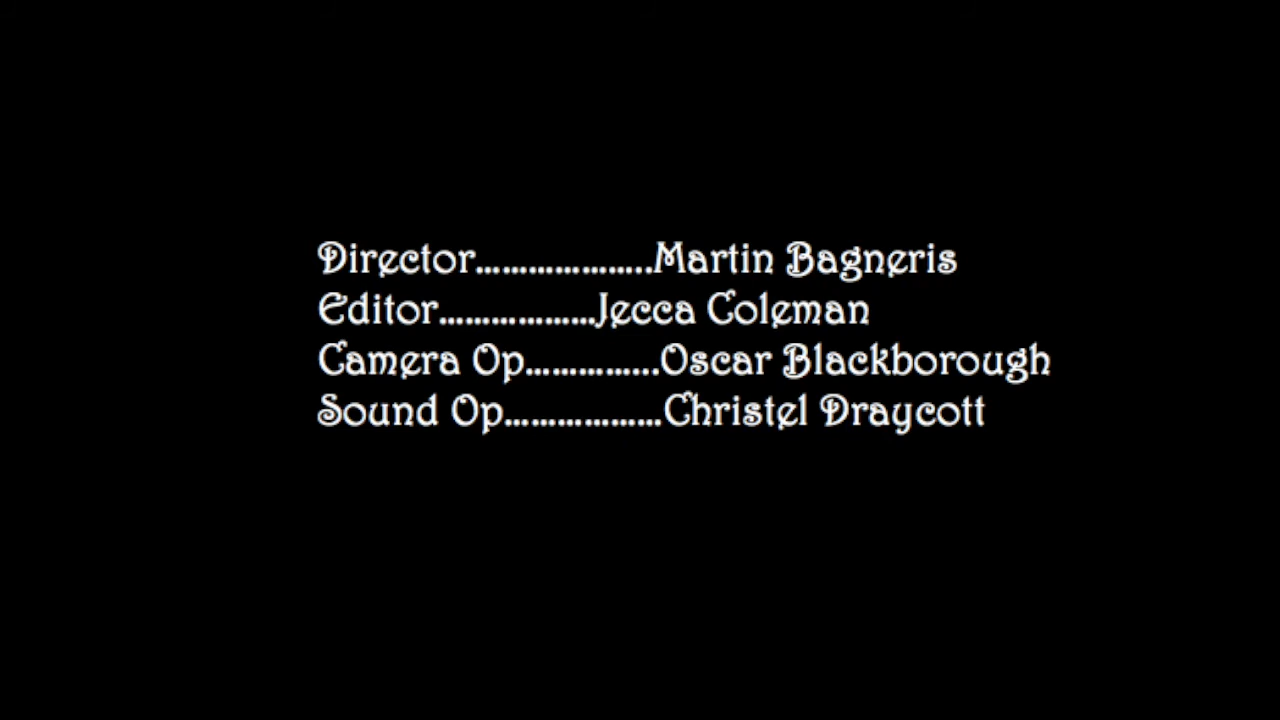 Director.....................Martin Bagneris
Editor..................Jecca Coleman
Camera Op................Oscar Blackborough
Sound Op..................Christel Draycott